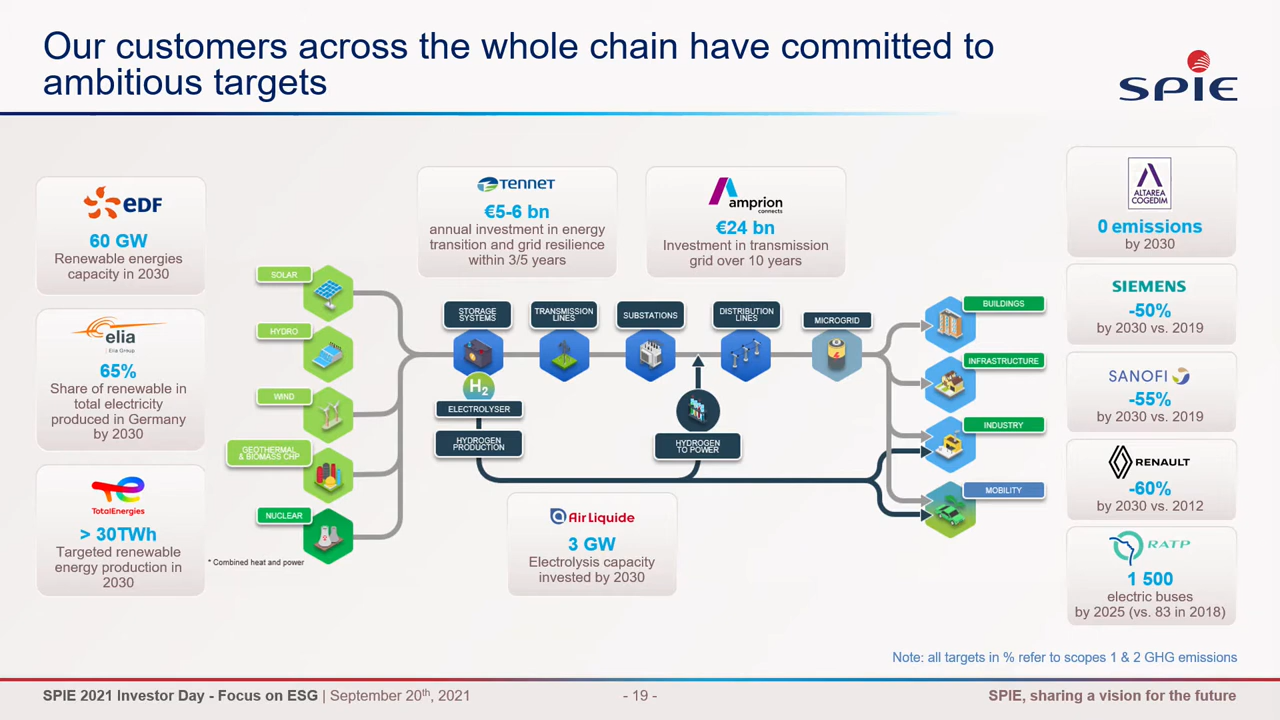 Our customers across the whole chain have committed to
ambitious targets
SPIE
EDF
60 GW
Renewable energies
capacity in 2030
elia
Elia Group
65%
Share of renewable in
total electricity
produced in Germany
by 2030
TotalEnergies
> 30TWh
Targeted renewable
energy production in
2030
TENNET
€5-6 bn
annual investment in energy
transition and grid resilience
within 3/5 years
Amprion
connects
€24 bn
Investment in transmission
grid over 10 years
SOLAR
HYDRO
WIND
GEOTHERMAL
& BIOMASS CHP
NUCLEAR
* Combined heat and power
STORAGE
SYSTEMS
TRANSMISSION
LINES
SUBSTATIONS
DISTRIBUTION
LINES
MICROGRID
H2
ELECTROLYSER
HYDROGEN
PRODUCTION
HYDROGEN
TO POWER
Air Liquide
3 GW
Electrolysis capacity
invested by 2030
BUILDINGS
INFRASTRUCTURE
INDUSTRY
MOBILITY
ALTAREA
COGEDIM
0 emissions
by 2030
SIEMENS
-50%
by 2030 vs. 2019
SANOFI
-55%
by 2030 vs. 2019
RENAULT
-60%
by 2030 vs. 2012
RATP
1 500
electric buses
by 2025 (vs. 83 in 2018)
Note: all targets in % refer to scopes 1 & 2 GHG emissions
SPIE 2021 Investor Day - Focus on ESG | September 20th, 2021
- 19 -
SPIE, sharing a vision for the future